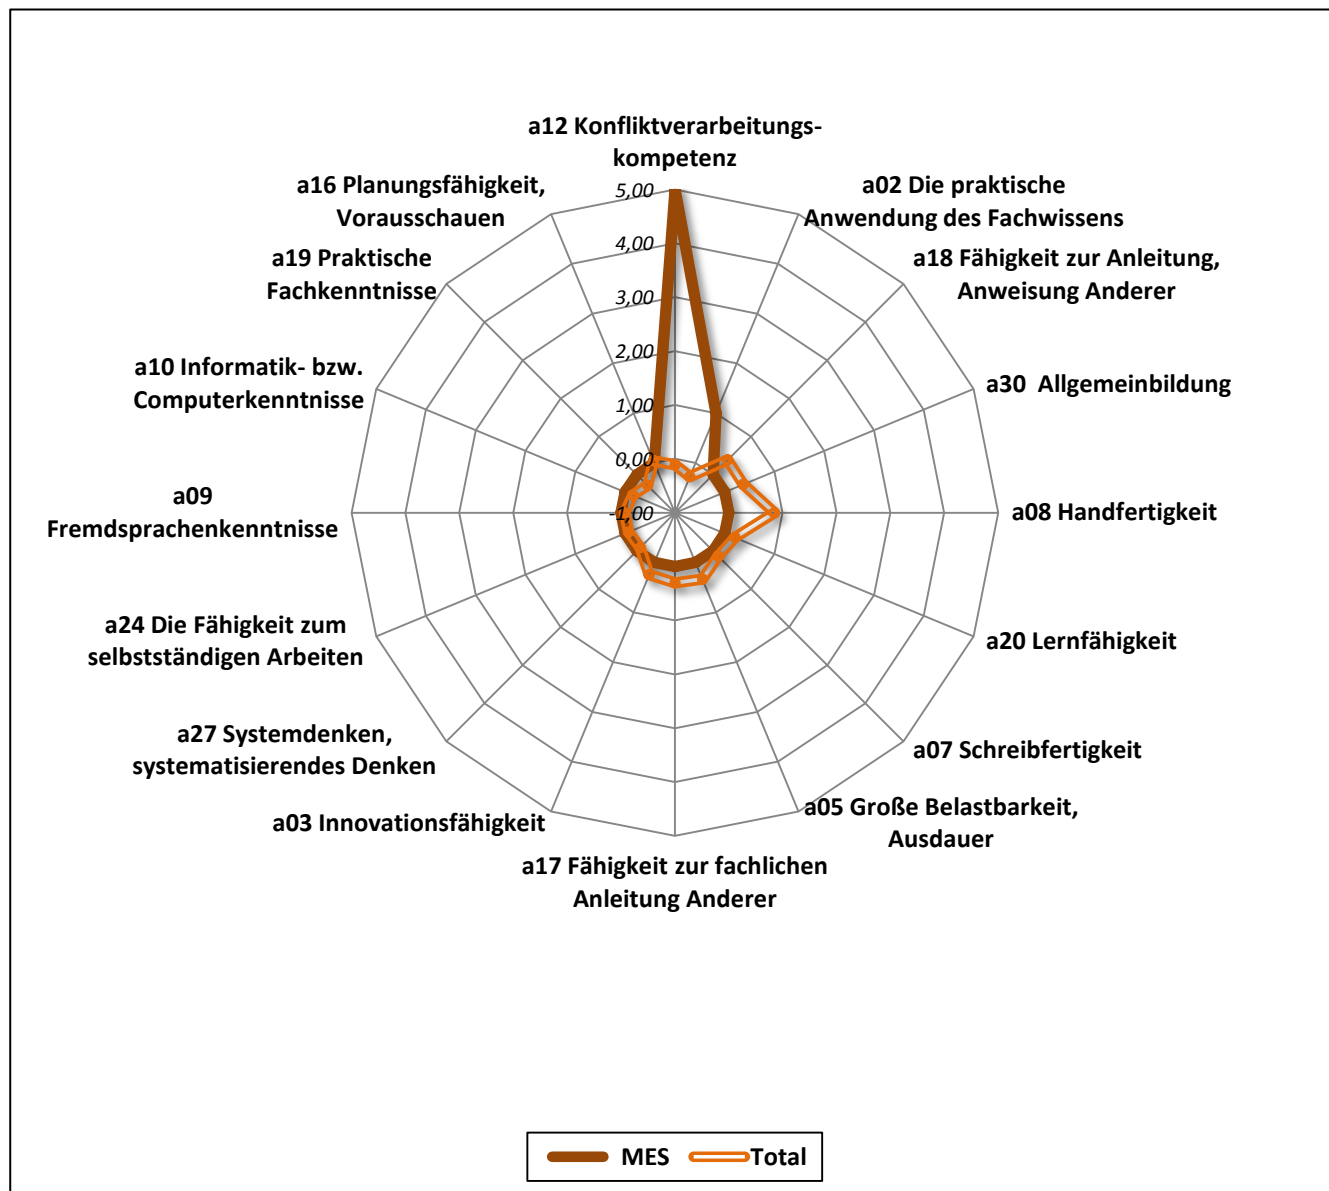 a12 Konfliktverarbeitungs-
kompetenz
a02 Die praktische
Anwendung des Fachwissens
a18 Fähigkeit zur Anleitung,
Anweisung Anderer
a30  Allgemeinbildung
a08 Handfertigkeit
a20 Lernfähigkeit
a07 Schreibfertigkeit
a05 Große Belastbarkeit,
Ausdauer
a17 Fähigkeit zur fachlichen
Anleitung Anderer
a03 Innovationsfähigkeit
a27 Systemdenken,
systematisierendes Denken
a24 Die Fähigkeit zum
selbstständigen Arbeiten
a09
Fremdsprachenkenntnisse
a10 Informatik- bzw.
Computerkenntnisse
a19 Praktische
Fachkenntnisse
a16 Planungsfähigkeit,
Vorausschauen
5,00
4,00
3,00
2,00
1,00
0,00
-1,00
MES
Total